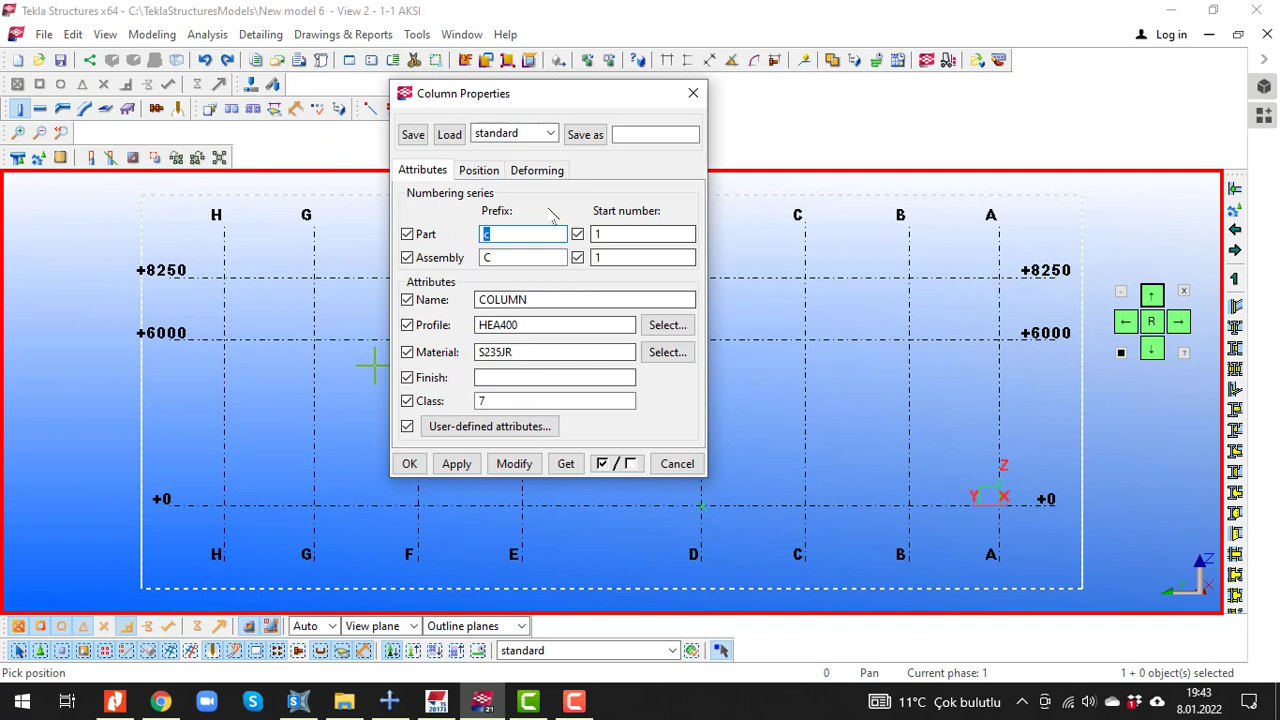 Tekla Structures x64 - C:\TeklaStructuresModels\New model 6 - View 2 - 1-1 AKSI
File Edit View Modeling Analysis Detailing Drawings & Reports Tools Window Help Log in
Column Properties
Save Load standard Save as
Attributes Position Deforming
Numbering series
Prefix: Start number:
Part c 1
Assembly C 1
Attributes
Name: COLUMN
Profile: HEA400 Select...
Material: S235JR Select...
Finish:
Class: 7
User-defined attributes...
OK Apply Modify Get / Cancel
H G C B A
+8250 +8250
+6000 +6000
+0 +0
H G F E D C B A
Z
Y X
R
x
?
Auto View plane Outline planes
standard
Pick position 0 Pan Current phase: 1 1 + 0 object(s) selected
11°C Çok bulutlu
19:43
8.01.2022